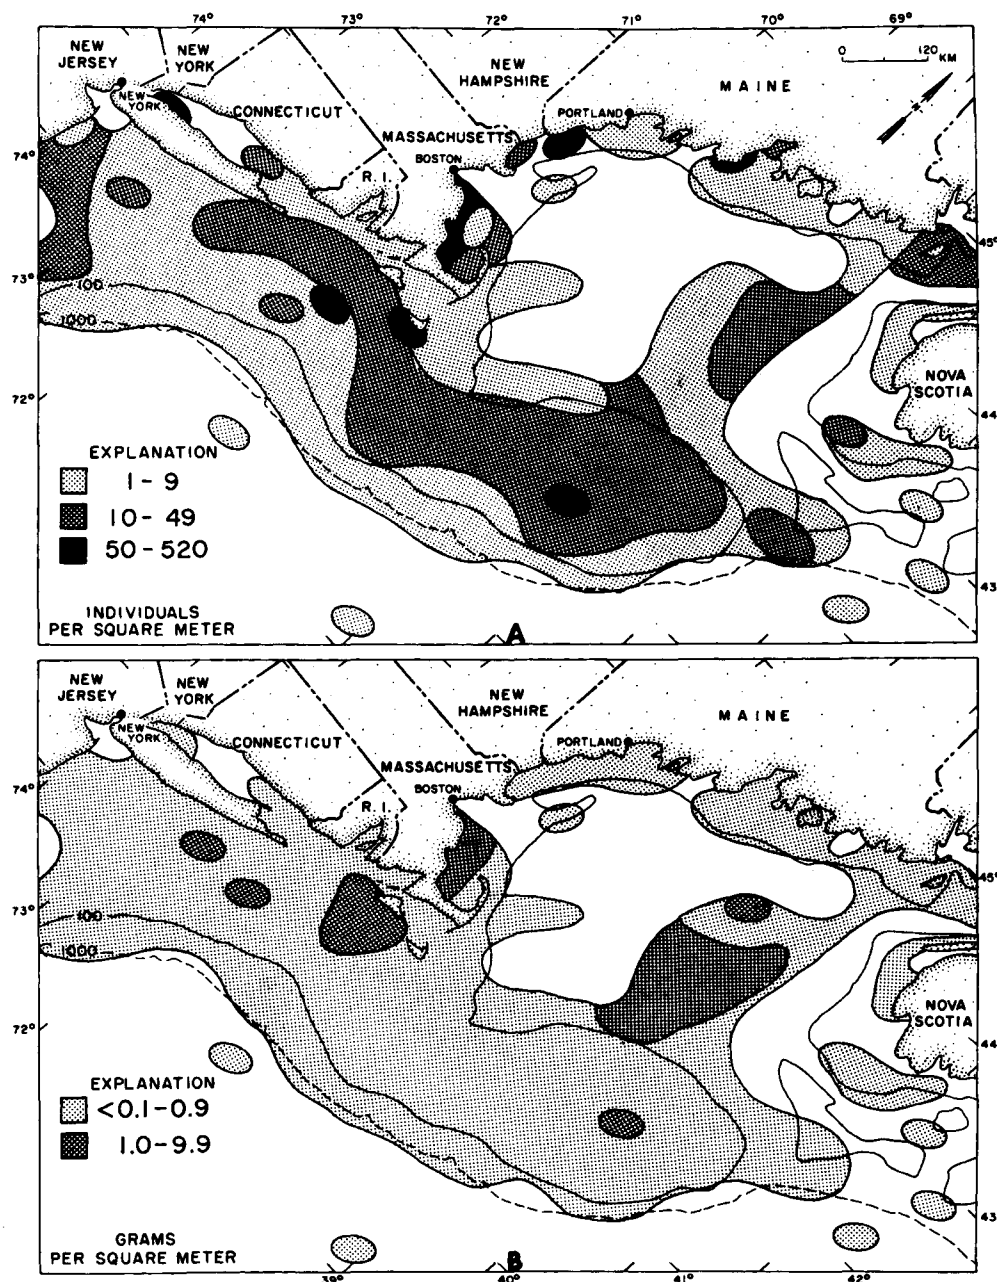 74° 73° 72° 71° 70° 69°
NEW
JERSEY
NEW
YORK
NEW
YORK
CONNECTICUT
NEW
HAMPSHIRE
MAINE
0 120
KM
PORTLAND
MASSACHUSETTS
BOSTON
R.I.
74°
73°
72°
45°
44
43
100
1000
NOVA
SCOTIA
EXPLANATION
1-9
10-49
50-520
INDIVIDUALS
PER SQUARE METER
A
NEW
JERSEY
NEW
YORK
NEW
YORK
CONNECTICUT
NEW
HAMPSHIRE
MAINE
PORTLAND
MASSACHUSETTS
BOSTON
R.I.
74°
73°
72°
45°
44
43
100
1000
NOVA
SCOTIA
EXPLANATION
<0.1-0.9
1.0-9.9
GRAMS
PER SQUARE METER
B
39° 40° 41° 42°